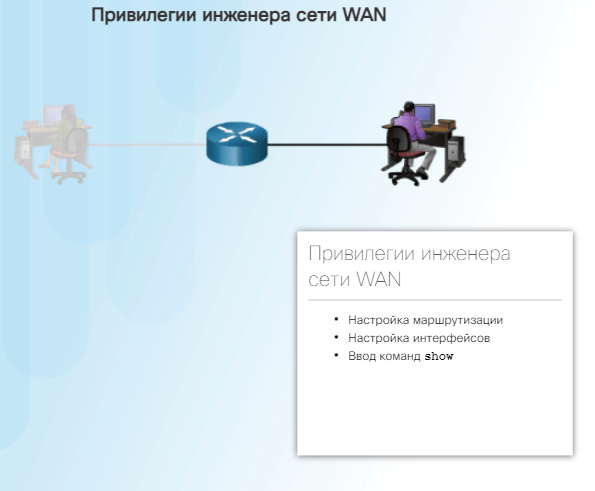 Привилегии инженера сети WAN
Привилегии инженера
сети WAN
• Настройка маршрутизации
• Настройка интерфейсов
• Ввод команд show